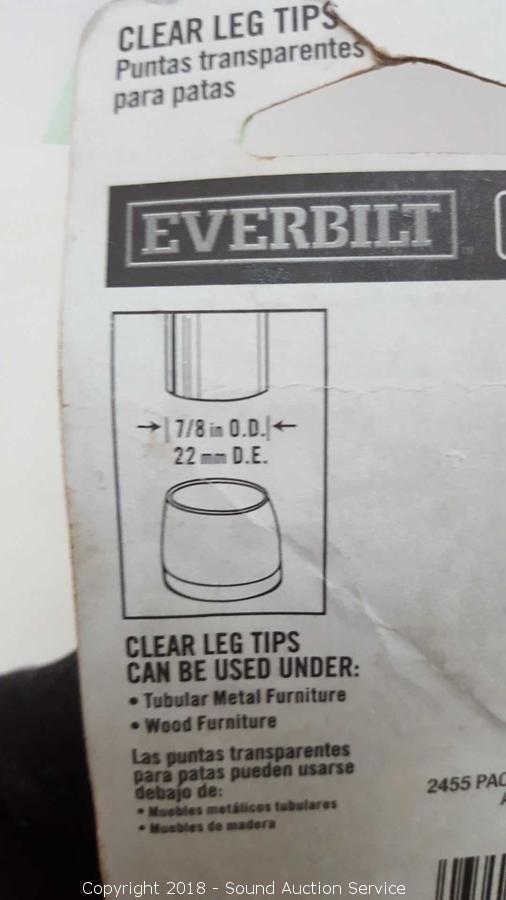 CLEAR LEG TIPS
Puntas transparentes
para patas
EVERBILT
7/8 in O.D.
22 mm D.E.
CLEAR LEG TIPS
CAN BE USED UNDER:
• Tubular Metal Furniture
• Wood Furniture
Las puntas transparentes
para patas pueden usarse
debajo de:
• Muebles metálicos tubulares
• Muebles de madera
2455 PAC
Copyright 2018 - Sound Auction Service